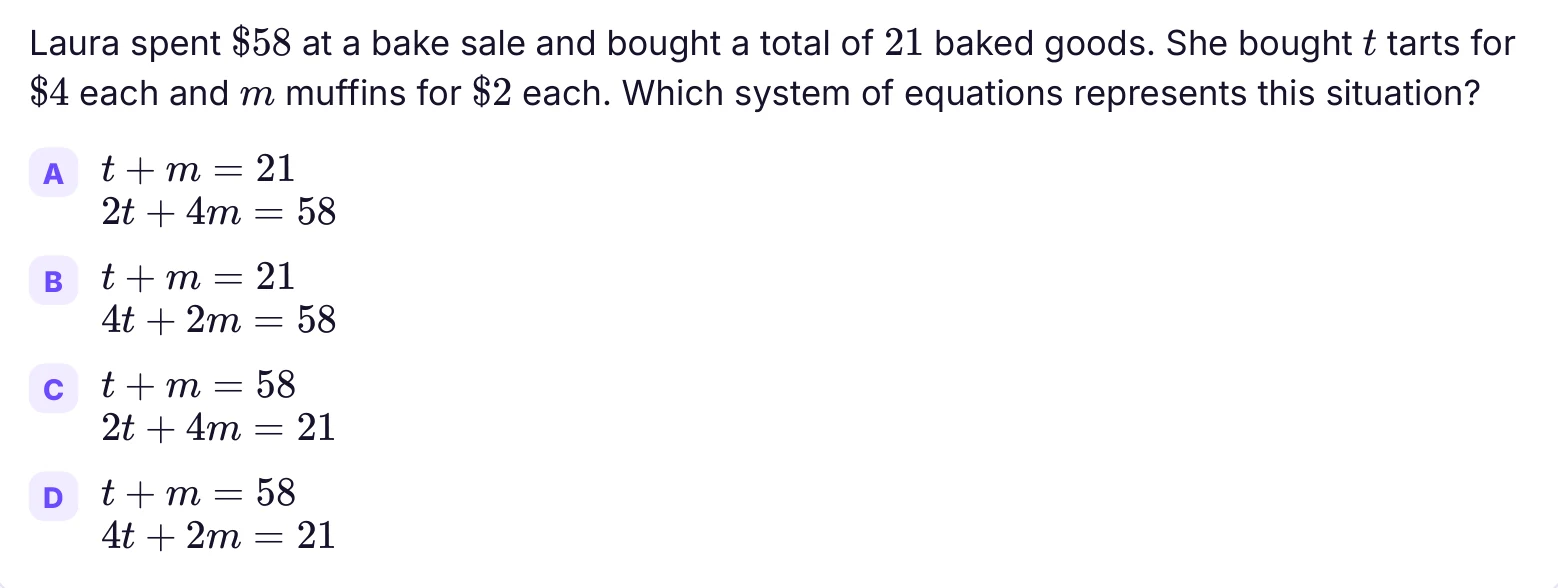 Laura spent $58 at a bake sale and bought a total of 21 baked goods. She bought t tarts for
$4 each and m muffins for $2 each. Which system of equations represents this situation?
A t + m = 21
2t + 4m = 58
B t + m = 21
4t + 2m = 58
C t + m = 58
2t + 4m = 21
D t + m = 58
4t + 2m = 21